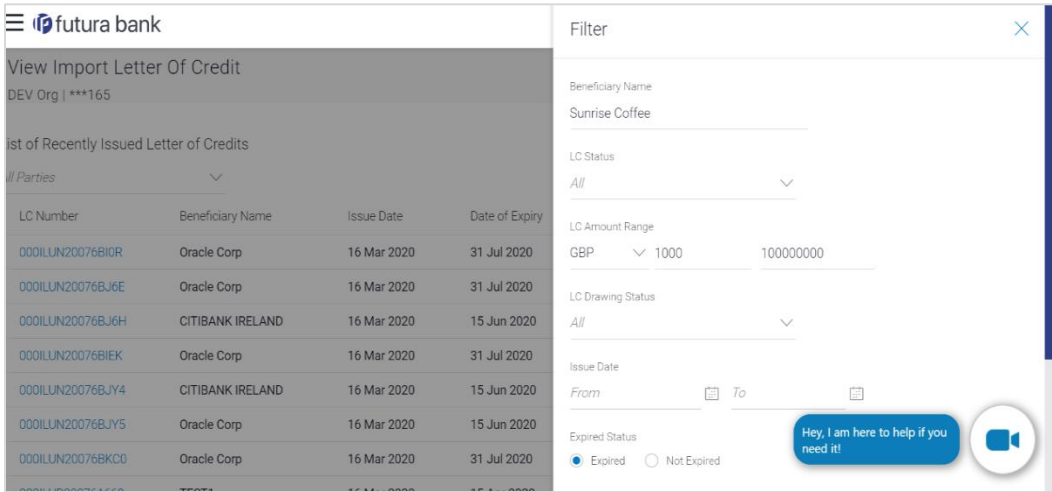 futura bank
View Import Letter Of Credit
DEV Org | ***165
ist of Recently Issued Letter of Credits
ll Parties
LC Number Beneficiary Name Issue Date Date of Expiry
000ILUN20076BI0R Oracle Corp 16 Mar 2020 31 Jul 2020
000ILUN20076BJ6E Oracle Corp 16 Mar 2020 31 Jul 2020
000ILUN20076BJ6H CITIBANK IRELAND 16 Mar 2020 15 Jun 2020
000ILUN20076BIEK Oracle Corp 16 Mar 2020 31 Jul 2020
000ILUN20076BJY4 CITIBANK IRELAND 16 Mar 2020 15 Jun 2020
000ILUN20076BJY5 Oracle Corp 16 Mar 2020 15 Jun 2020
000ILUN20076BKC0 Oracle Corp 16 Mar 2020 31 Jul 2020
Filter
Beneficiary Name
Sunrise Coffee
LC Status
All
LC Amount Range
GBP 1000 100000000
LC Drawing Status
All
Issue Date
From To
Expired Status
Expired Not Expired
Hey, I am here to help if you
need it!